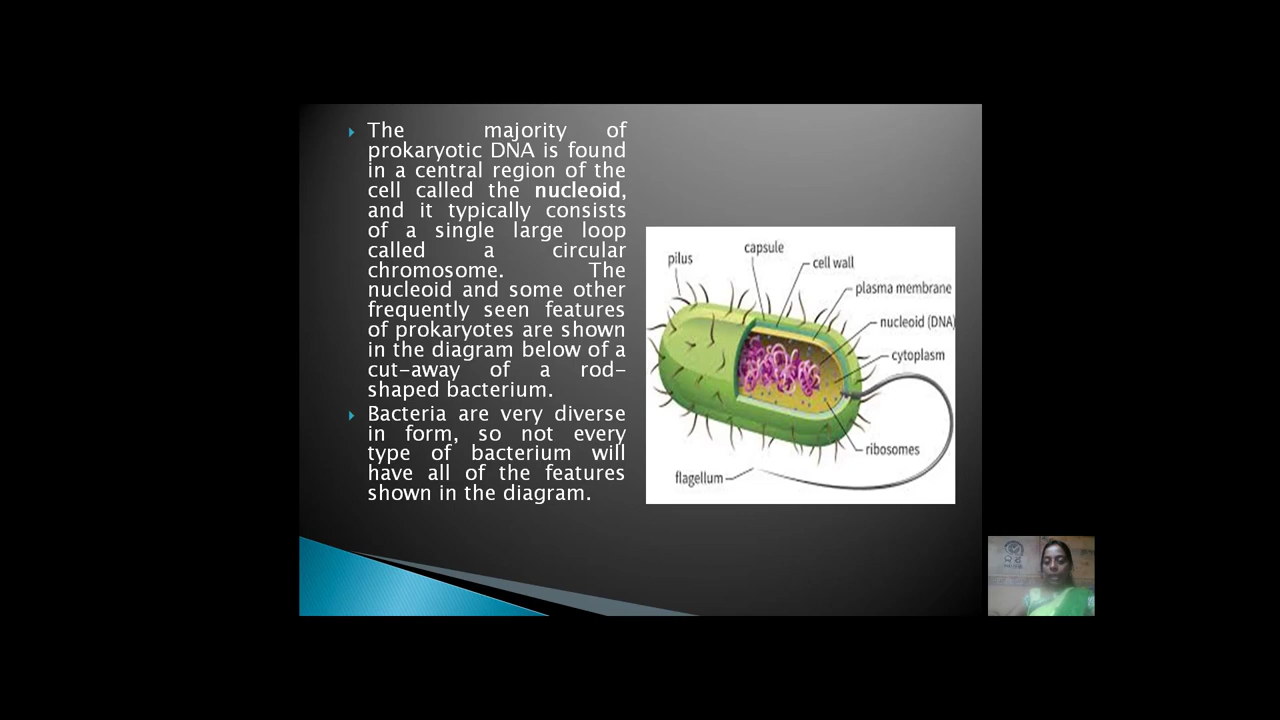 The majority of
prokaryotic DNA is found
in a central region of the
cell called the nucleoid,
and it typically consists
of a single large loop
called a circular
chromosome. The
nucleoid and some other
frequently seen features
of prokaryotes are shown
in the diagram below of a
cut-away of a rod-
shaped bacterium.
Bacteria are very diverse
in form, so not every
type of bacterium will
have all of the features
shown in the diagram.
pilus
capsule
cell wall
plasma membrane
nucleoid (DNA)
cytoplasm
ribosomes
flagellum